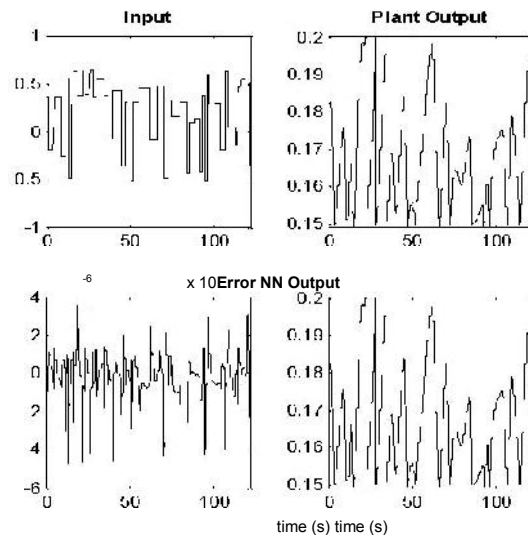 Input Plant Output
1 0.2
0.5 0.19
0 0.18
0.5 0.17
-1 0.16
0.15
0 50 100 0 50 100
-6
x 10Error NN Output
4 0.2
2 0.19
0 0.18
2 0.17
4 0.16
-6 0.15
0 50 100 0 50 100
time (s) time (s)